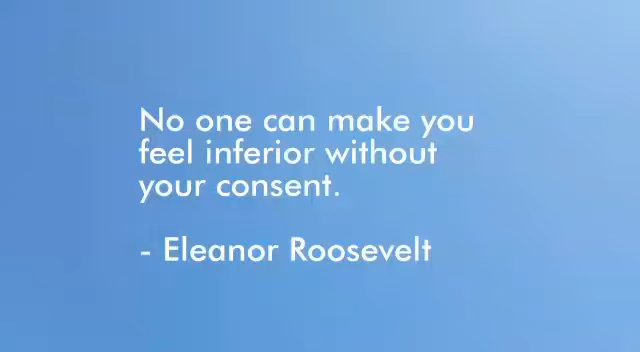 No one can make you
feel inferior without
your consent.
- Eleanor Roosevelt